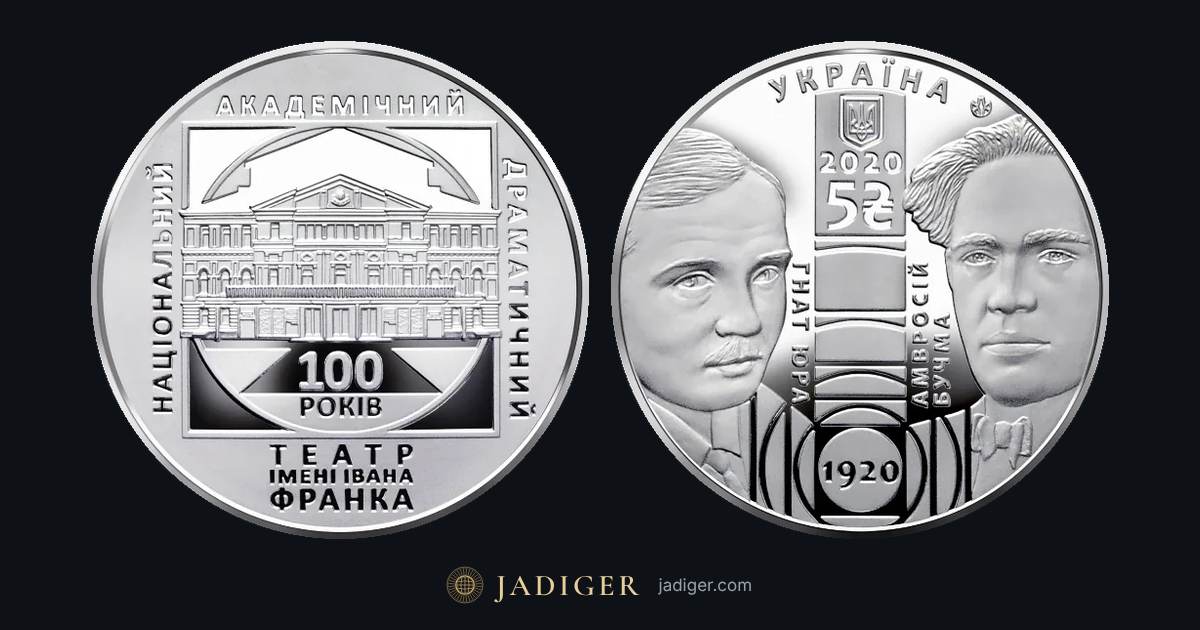 АКАДЕМІЧНИЙ
НАЦІОНАЛЬНИЙ
ДРАМАТИЧНИЙ
100
РОКІВ
ТЕАТР
ІМЕНІ ІВАНА
ФРАНКА
УКРАЇНА
2020
5₴
ГНАТ ЮРА
АМВРОСІЙ
БУЧМА
1920
JADIGER jadiger.com